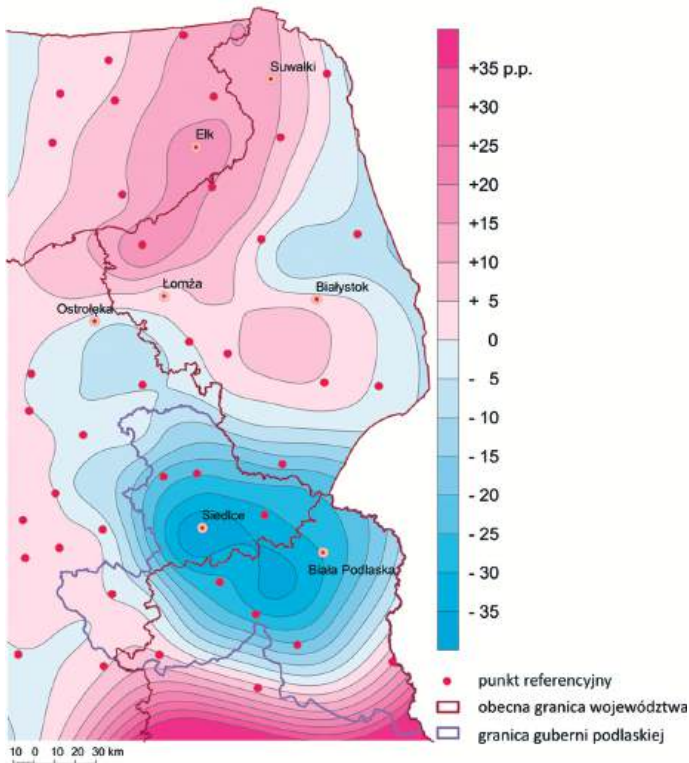 Suwałki
Ełk
Łomża
Białystok
Ostrołęka
Siedlce
Biała Podlaska
+35 p.p.
+30
+25
+20
+15
+10
+ 5
0
- 5
- 10
- 15
- 20
- 25
- 30
- 35
punkt referencyjny
obecna granica województwa
granica guberni podlaskiej
10 0 10 20 30 km